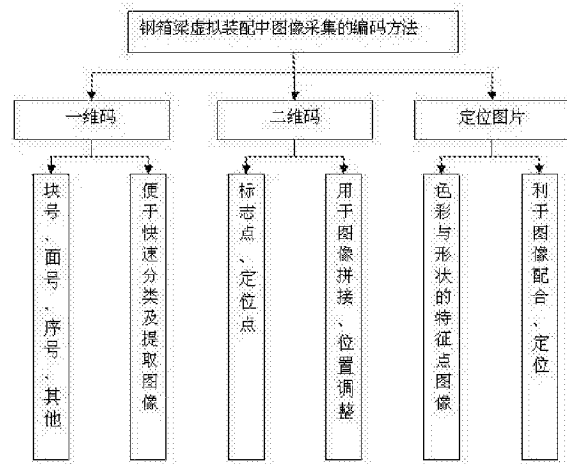 钢箱梁虚拟装配中图像采集的编码方法
一维码
二维码
定位图片
块号、面号、序号、其他
便于快速分类及提取图像
标志点、定位点
用于图像拼接、位置调整
色彩与形状的特征点图像
利于图像配合、定位